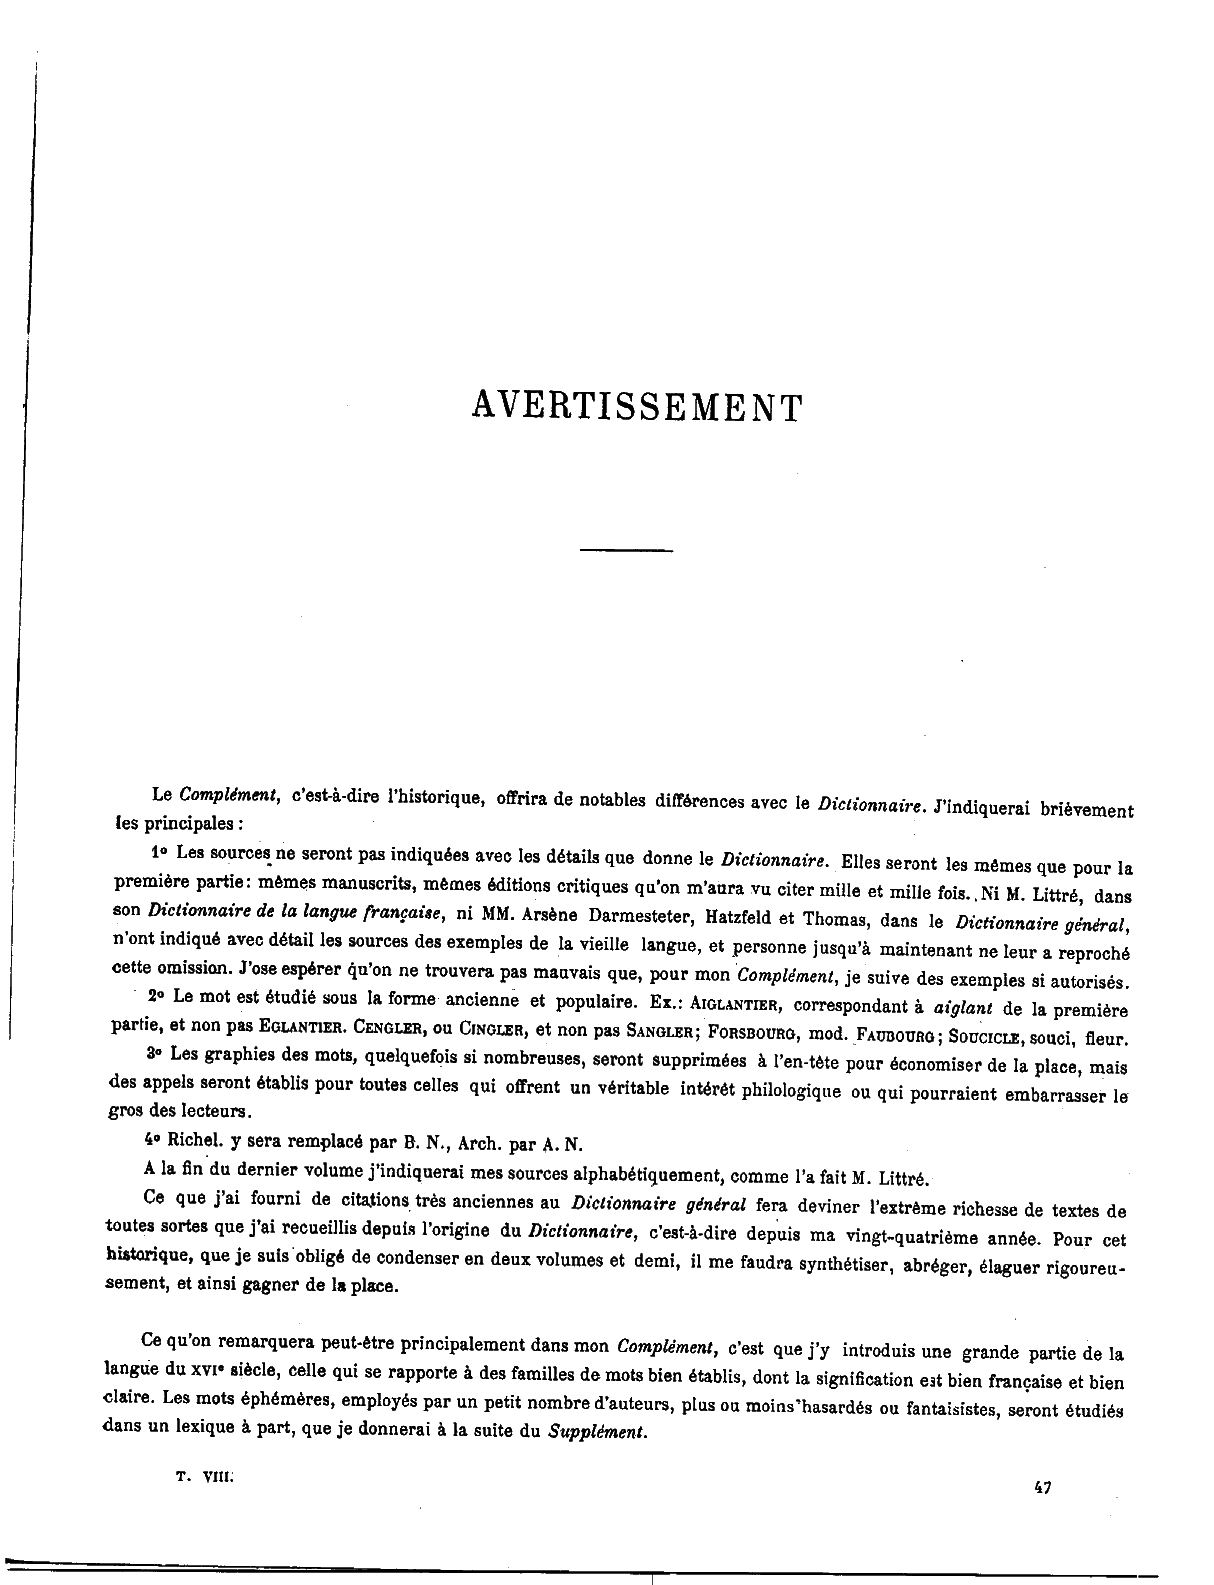 AVERTISSEMENT
Le Complément, c'est-à-dire l'historique, offrira de notables différences avec le Dictionnaire. J'indiquerai brièvement
les principales :
1º Les sources ne seront pas indiquées avec les détails que donne le Dictionnaire. Elles seront les mêmes que pour la
première partie: mêmes manuscrits, mêmes éditions critiques qu'on m'aura vu citer mille et mille fois. Ni M. Littré, dans
son Dictionnaire de la langue française, ni MM. Arsène Darmesteter, Hatzfeld et Thomas, dans le Dictionnaire général,
n'ont indiqué avec détail les sources des exemples de la vieille langue, et personne jusqu'à maintenant ne leur a reproché
cette omission. J'ose espérer qu'on ne trouvera pas mauvais que, pour mon Complément, je suive des exemples si autorisés.
2º Le mot est étudié sous la forme ancienne et populaire. Ex.: AIGLANTIER, correspondant à aiglant de la première
partie, et non pas EGLANTIER. CENGLER, ou CINGLER, et non pas SANGLER; FORSBOURG, mod. FAUBOURG; SOUCICLE, souci, fleur.
3º Les graphies des mots, quelquefois si nombreuses, seront supprimées à l'en-tête pour économiser de la place, mais
des appels seront établis pour toutes celles qui offrent un véritable intérêt philologique ou qui pourraient embarrasser le
gros des lecteurs.
4º Richel. y sera remplacé par B. N., Arch. par A. N.
A la fin du dernier volume j'indiquerai mes sources alphabétiquement, comme l'a fait M. Littré.
Ce que j'ai fourni de citations très anciennes au Dictionnaire général fera deviner l'extrême richesse de textes de
toutes sortes que j'ai recueillis depuis l'origine du Dictionnaire, c'est-à-dire depuis ma vingt-quatrième année. Pour cet
historique, que je suis obligé de condenser en deux volumes et demi, il me faudra synthétiser, abréger, élaguer rigoureu-
sement, et ainsi gagner de la place.
Ce qu'on remarquera peut-être principalement dans mon Complément, c'est que j'y introduis une grande partie de la
langue du XVIe siècle, celle qui se rapporte à des familles de mots bien établis, dont la signification est bien française et bien
claire. Les mots éphémères, employés par un petit nombre d'auteurs, plus ou moins hasardés ou fantaisistes, seront étudiés
dans un lexique à part, que je donnerai à la suite du Supplément.
T. VIII.
47